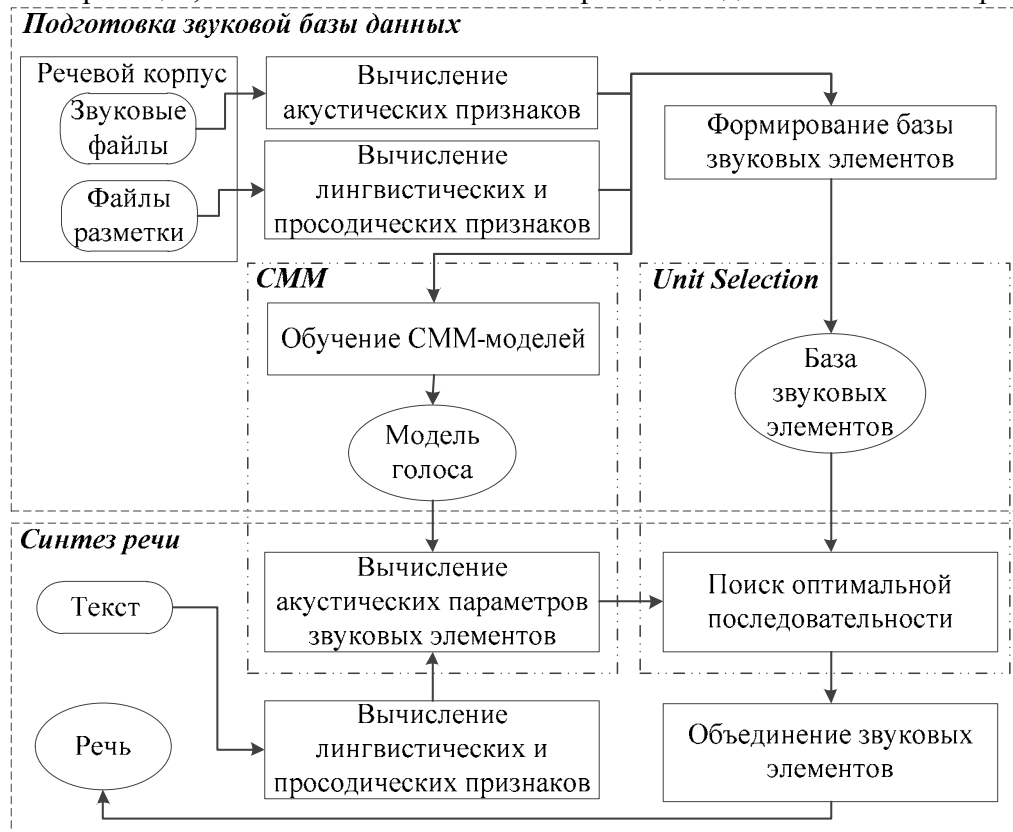 Подготовка звуковой базы данных
Речевой корпус
Звуковые
файлы
Файлы
разметки
Вычисление
акустических признаков
Вычисление
лингвистических и
просодических признаков
Формирование базы
звуковых элементов
СММ
Обучение СММ-моделей
Модель
голоса
Unit Selection
База
звуковых
элементов
Синтез речи
Текст
Речь
Вычисление
акустических параметров
звуковых элементов
Вычисление
лингвистических и
просодических признаков
Поиск оптимальной
последовательности
Объединение звуковых
элементов